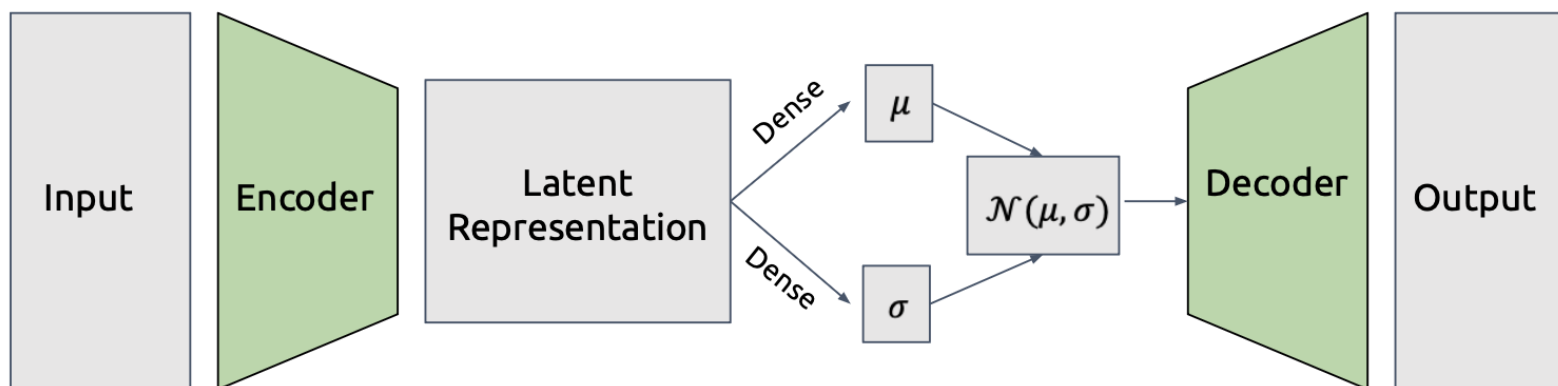 Input
Encoder
Latent
Representation
Dense
Dense
μ
σ
𝒩(μ, σ)
Decoder
Output